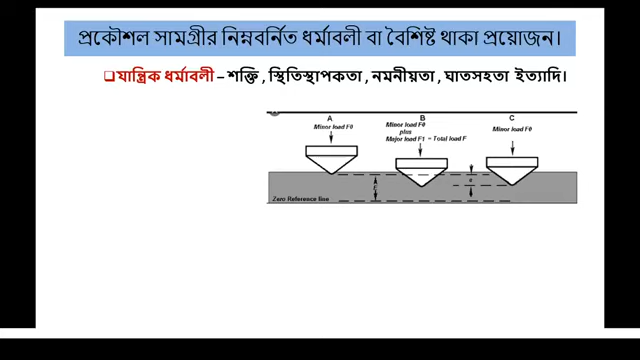 প্রকৌশল সামগ্রীর নিম্নবর্নিত ধর্মাবলী বা বৈশিষ্ট থাকা প্রয়োজন।
❑যান্ত্রিক ধর্মাবলী – শক্তি , স্থিতিস্থাপকতা , নমনীয়তা , ঘাতসহতা ইত্যাদি।
A B C
Minor load F0
Minor load F0
plus
Major load F1 = Total load F
Minor load F0
Zero Reference line